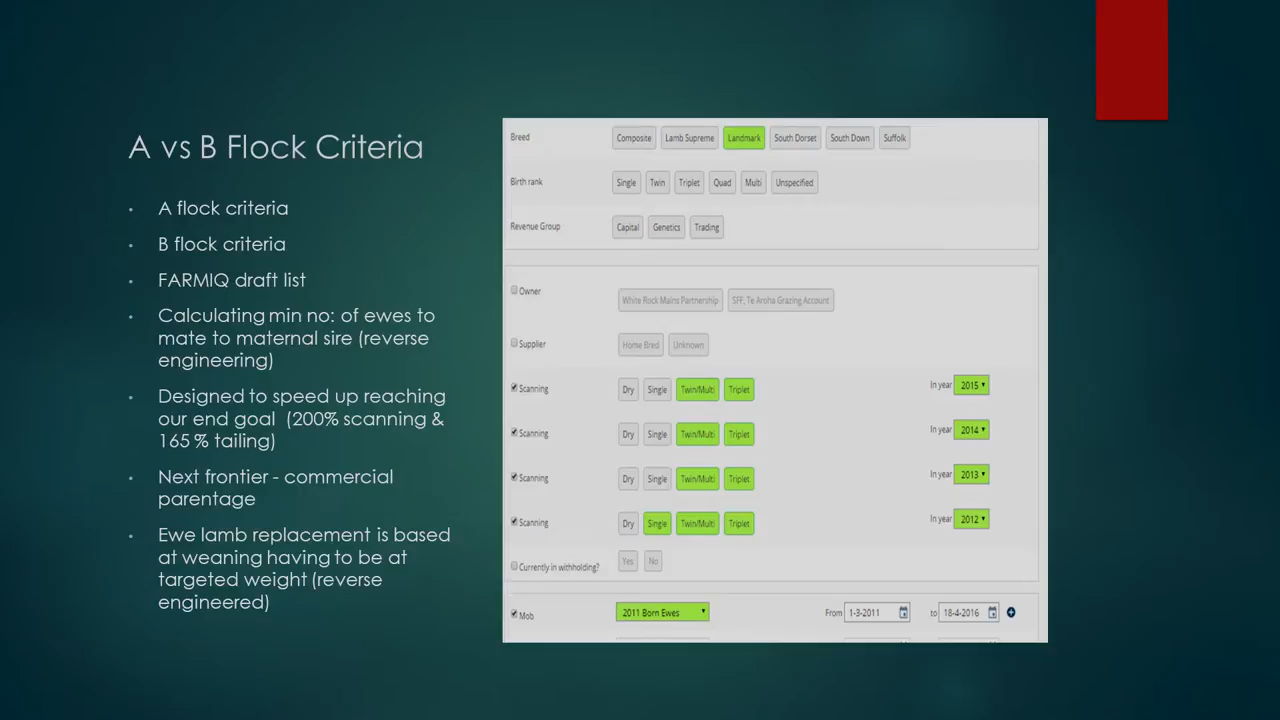 A vs B Flock Criteria
• A flock criteria
• B flock criteria
• FARMIQ draft list
• Calculating min no: of ewes to
mate to maternal sire (reverse
engineering)
• Designed to speed up reaching
our end goal (200% scanning &
165 % tailing)
• Next frontier - commercial
parentage
• Ewe lamb replacement is based
at weaning having to be at
targeted weight (reverse
engineered)
Breed Composite Lamb Supreme Landmark South Dorset South Down Suffolk
Birth rank Single Twin Triplet Quad Multi Unspecified
Revenue Group Capital Genetics Trading
Owner White Rock Mains Partnership SFF, Te Aroha Grazing Account
Supplier Home Bred Unknown
Scanning Dry Single Twin/Multi Triplet In year 2015
Scanning Dry Single Twin/Multi Triplet In year 2014
Scanning Dry Single Twin/Multi Triplet In year 2013
Scanning Dry Single Twin/Multi Triplet In year 2012
Currently in withholding? Yes No
Mob 2011 Born Ewes From 1-3-2011 to 18-4-2016